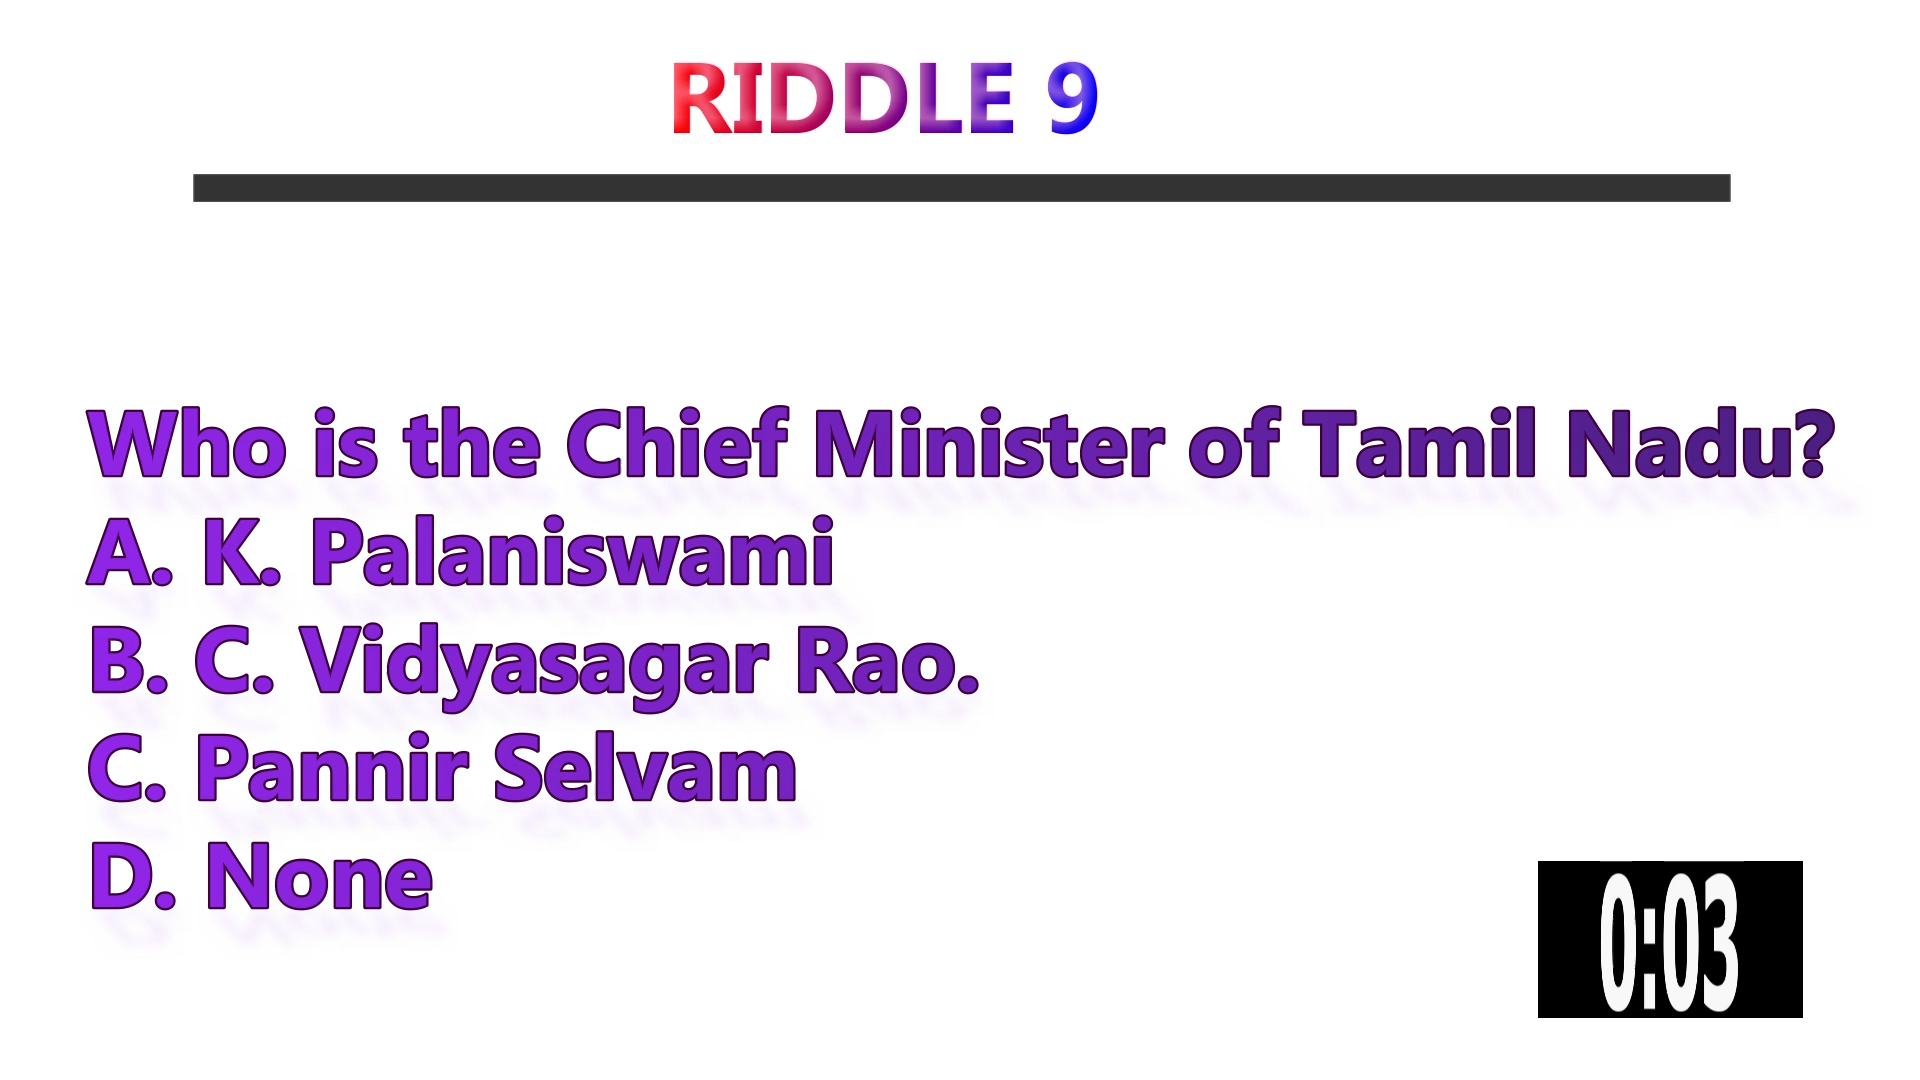 RIDDLE 9
Who is the Chief Minister of Tamil Nadu?
A. K. Palaniswami
B. C. Vidyasagar Rao.
C. Pannir Selvam
D. None
0:03